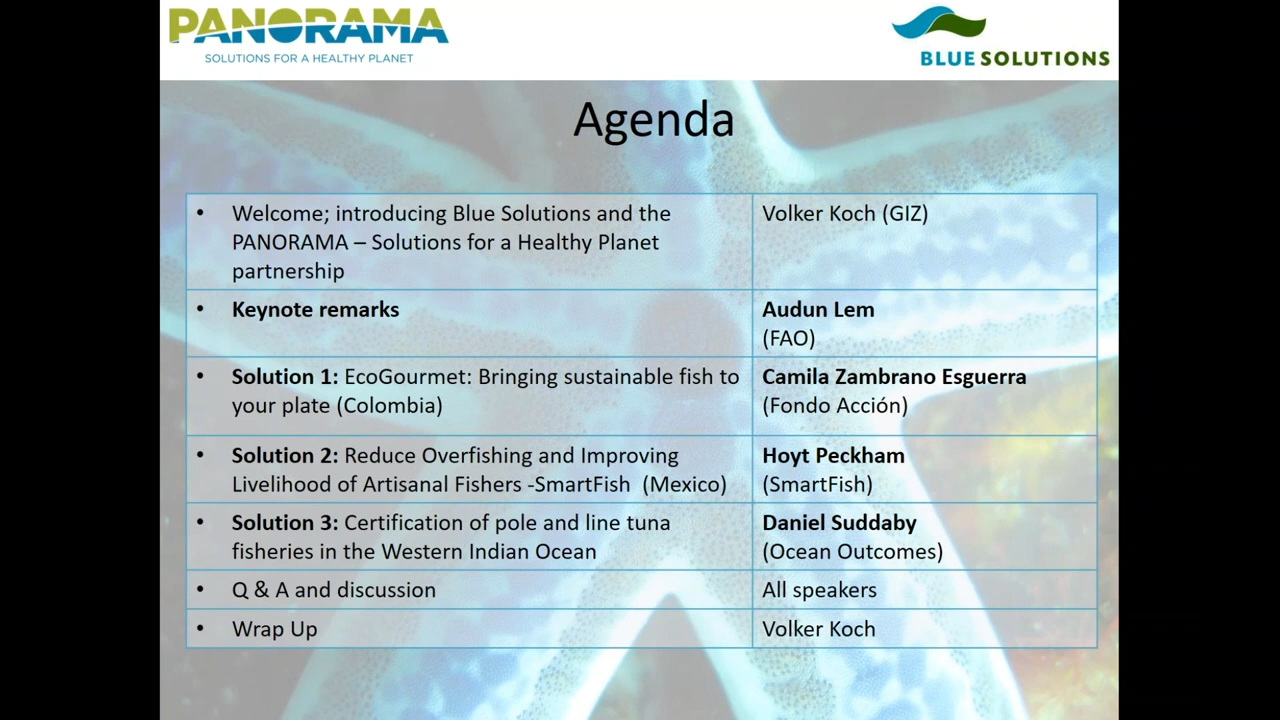 PANORAMA
SOLUTIONS FOR A HEALTHY PLANET
BLUE SOLUTIONS
Agenda
• Welcome; introducing Blue Solutions and the
PANORAMA – Solutions for a Healthy Planet
partnership
Volker Koch (GIZ)
• Keynote remarks
Audun Lem
(FAO)
• Solution 1: EcoGourmet: Bringing sustainable fish to
your plate (Colombia)
Camila Zambrano Esguerra
(Fondo Acción)
• Solution 2: Reduce Overfishing and Improving
Livelihood of Artisanal Fishers -SmartFish (Mexico)
Hoyt Peckham
(SmartFish)
• Solution 3: Certification of pole and line tuna
fisheries in the Western Indian Ocean
Daniel Suddaby
(Ocean Outcomes)
• Q & A and discussion
All speakers
• Wrap Up
Volker Koch